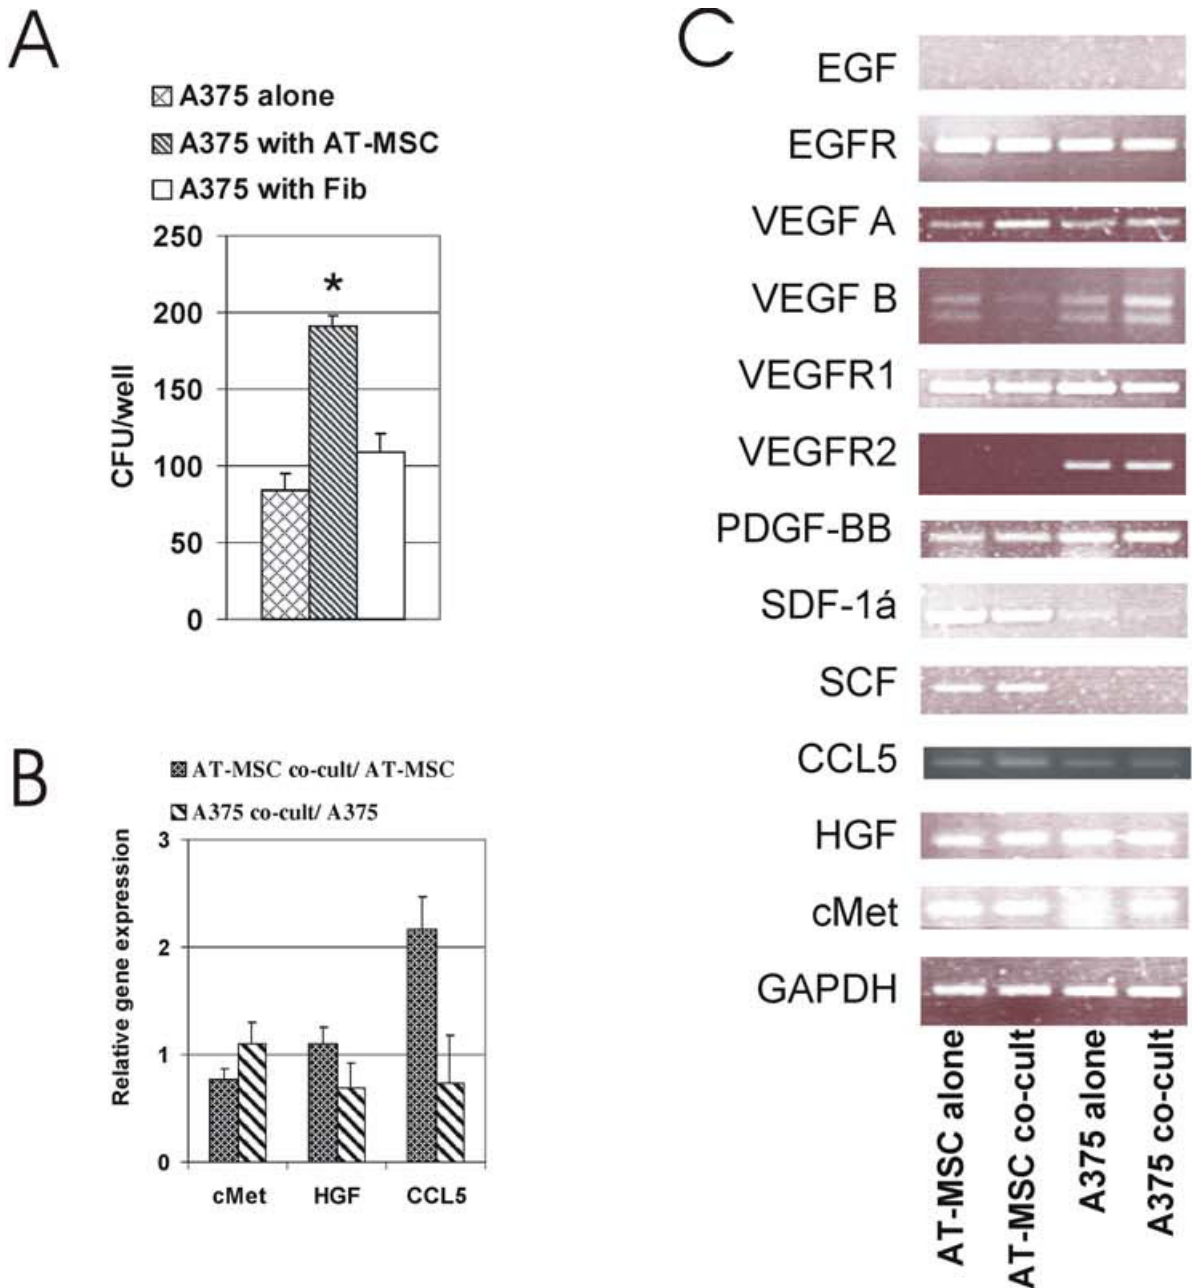 A
A375 alone
A375 with AT-MSC
A375 with Fib
250
200
150
100
50
0
CFU/well
*
B
AT-MSC co-cult/ AT-MSC
A375 co-cult/ A375
3
2
1
0
Relative gene expression
cMet HGF CCL5
C
EGF
EGFR
VEGF A
VEGF B
VEGFR1
VEGFR2
PDGF-BB
SDF-1á
SCF
CCL5
HGF
cMet
GAPDH
AT-MSC alone
AT-MSC co-cult
A375 alone
A375 co-cult